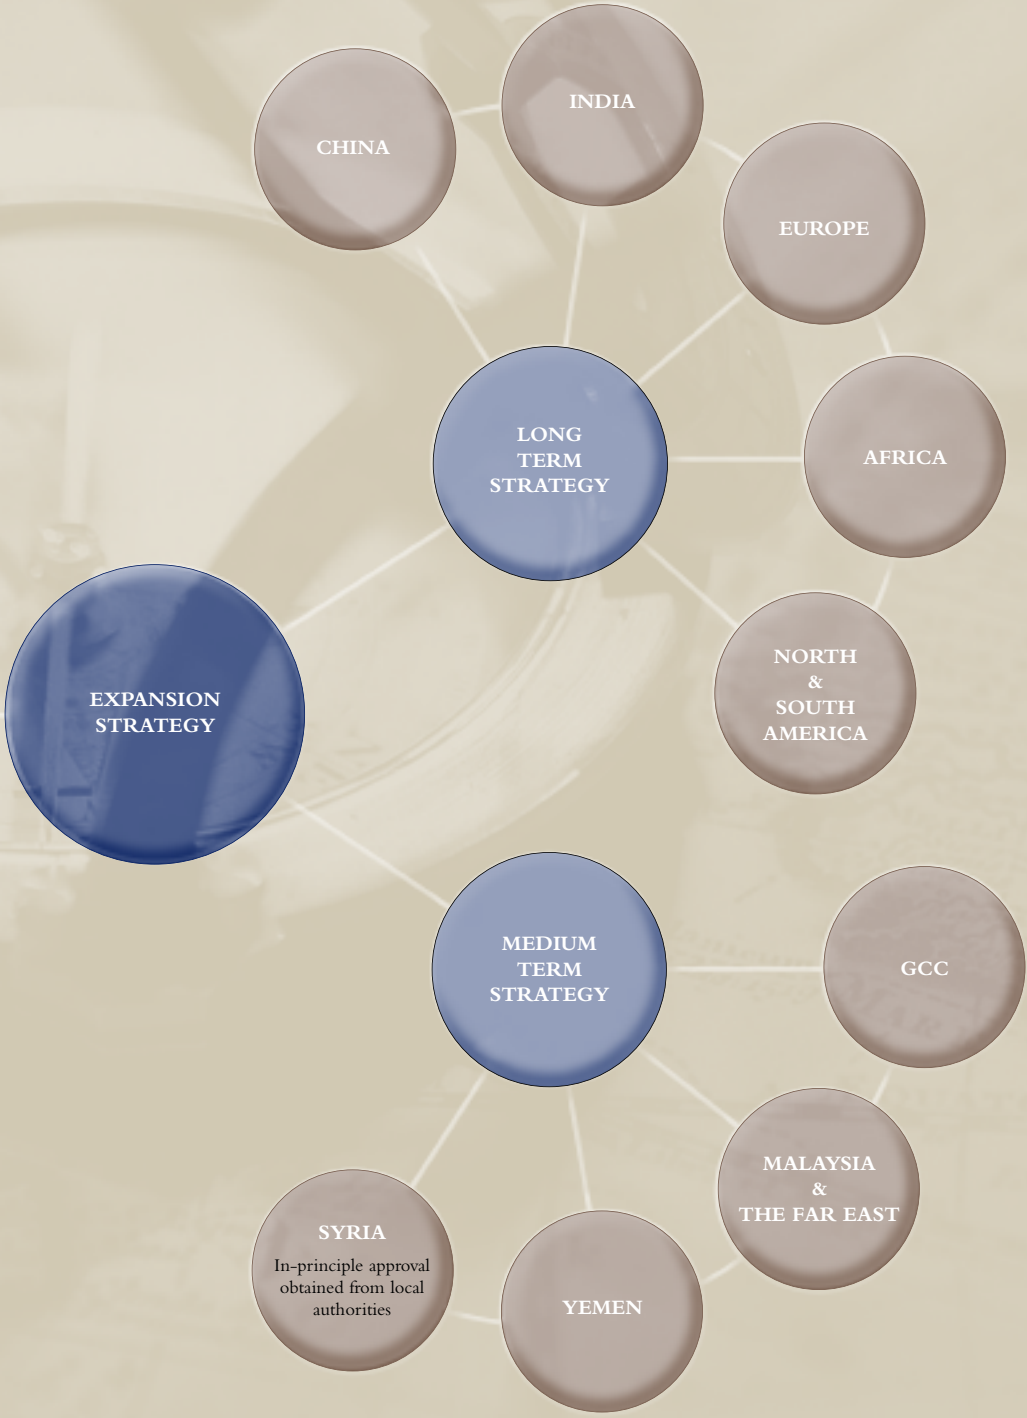 INDIA
CHINA
EUROPE
LONG
TERM
STRATEGY
AFRICA
NORTH
&
SOUTH
AMERICA
EXPANSION
STRATEGY
MEDIUM
TERM
STRATEGY
GCC
MALAYSIA
&
THE FAR EAST
SYRIA
In-principle approval
obtained from local
authorities
YEMEN